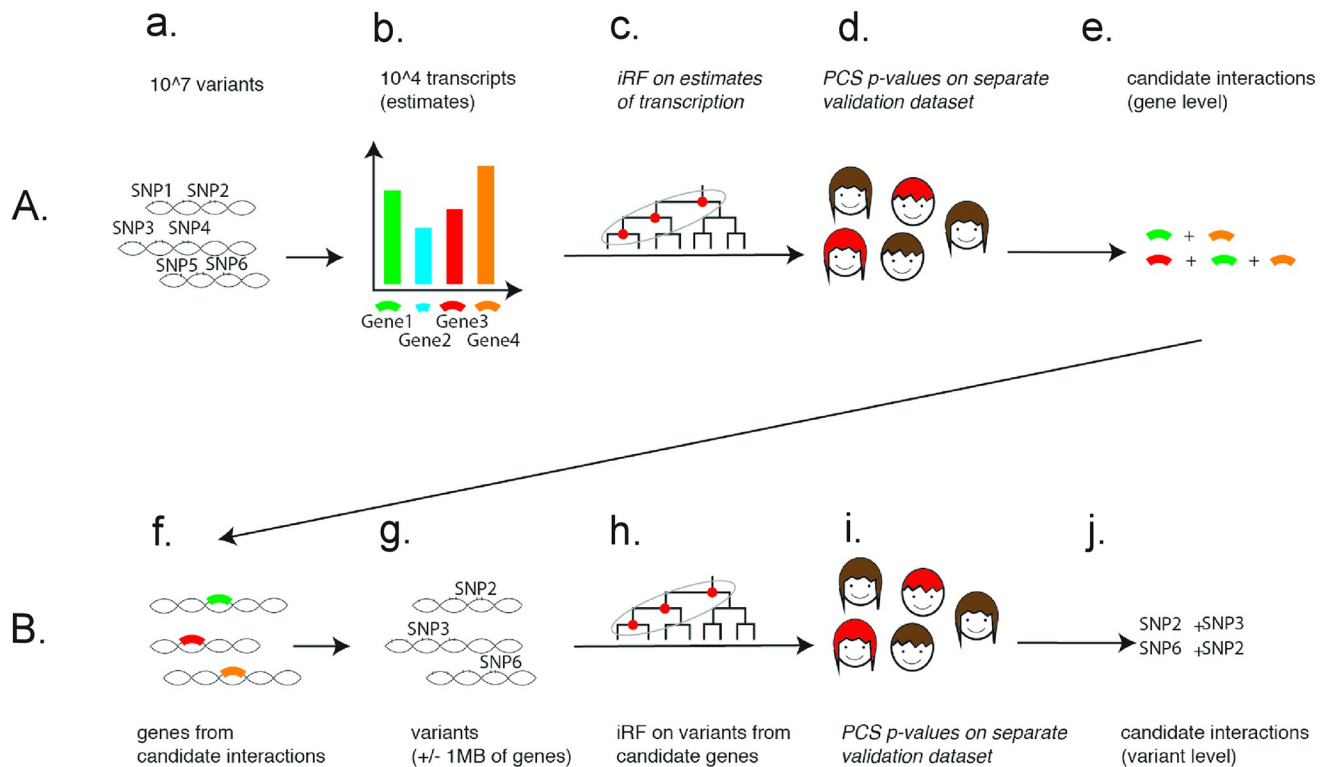 a.
b.
c.
d.
e.
10^7 variants
10^4 transcripts
(estimates)
iRF on estimates
of transcription
PCS p-values on separate
validation dataset
candidate interactions
(gene level)
A.
SNP1 SNP2
SNP3 SNP4
SNP5 SNP6
Gene1
Gene2
Gene3
Gene4
+
+ +
f.
g.
h.
i.
j.
B.
SNP2
SNP3
SNP6
SNP2 +SNP3
SNP6 +SNP2
genes from
candidate interactions
variants
(+/- 1MB of genes)
iRF on variants from
candidate genes
PCS p-values on separate
validation dataset
candidate interactions
(variant level)